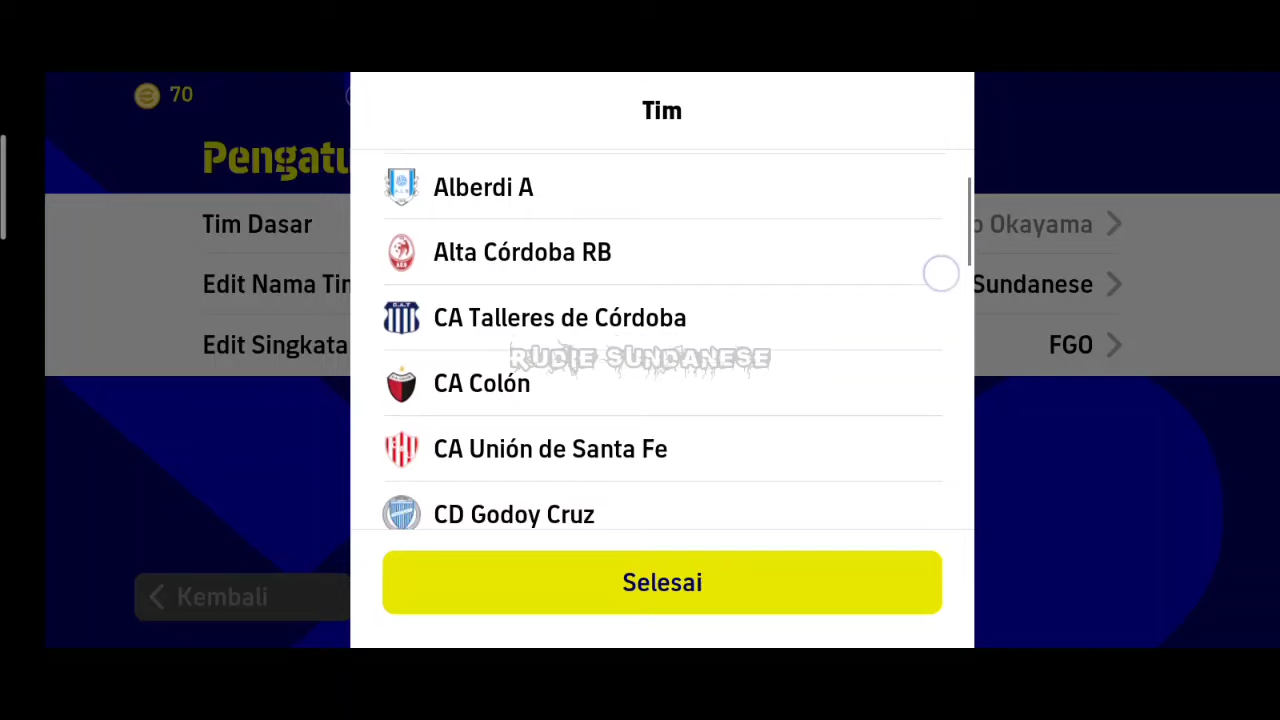 70
Tim
Pengatu
Alberdi A
Tim Dasar
o Okayama
Alta Córdoba RB
Edit Nama Tin
Sundanese
CA Talleres de Córdoba
Edit Singkata
FGO
RUDIE SUNDANESE
CA Colón
CA Unión de Santa Fe
CD Godoy Cruz
Selesai
Kembali